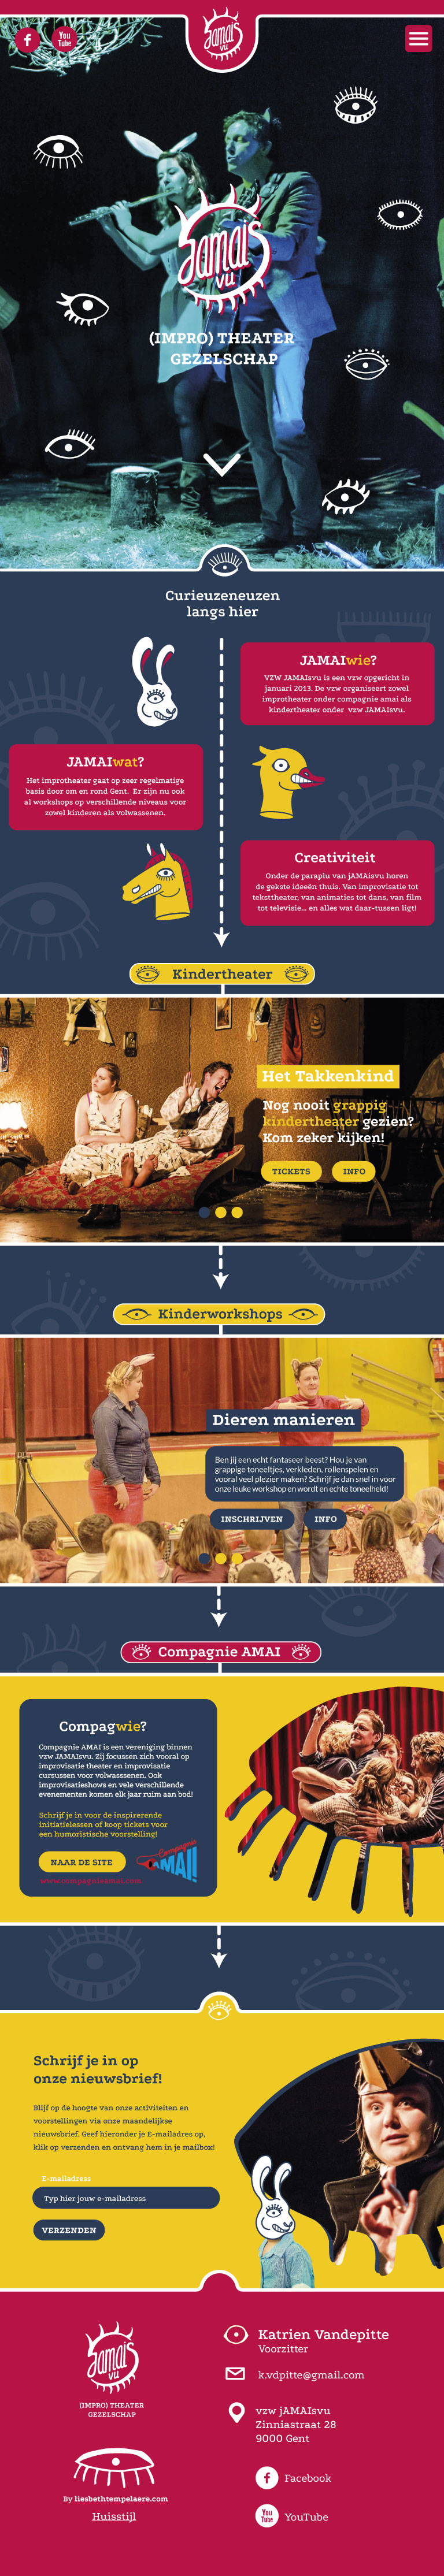 You
Tube
Jamais
vu
Jamais
vu
(IMPRO) THEATER
GEZELSCHAP
Curieuzeneuzen
langs hier
JAMAIwie?
VZW JAMAIsvu is een vzw opgericht in
januari 2013. De vzw organiseert zowel
improtheater onder compagnie amai als
kindertheater onder vzw JAMAIsvu.
JAMAIwat?
Het improtheater gaat op zeer regelmatige
basis door om en rond Gent. Er zijn nu ook
al workshops op verschillende niveaus voor
zowel kinderen als volwassenen.
Creativiteit
Onder de paraplu van jAMAisvu horen
de gekste ideeën thuis. Van improvisatie tot
teksttheater, van animaties tot dans, van film
tot televisie... en alles wat daar-tussen ligt!
Kindertheater
Het Takkenkind
Nog nooit grappig
kindertheater gezien?
Kom zeker kijken!
TICKETS
INFO
Kinderworkshops
Dieren manieren
Ben jij een echt fantaseer beest? Hou je van
grappige toneeltjes, verkleden, rollenspelen en
vooral veel plezier maken? Schrijf je dan snel in voor
onze leuke workshop en wordt en echte toneelheld!
INSCHRIJVEN
INFO
Compagnie AMAI
Compagwie?
Compagnie AMAI is een vereniging binnen
vzw JAMAIsvu. Zij focussen zich vooral op
improvisatie theater en improvisatie
cursussen voor volwasssenen. Ook
improvisatieshows en vele verschillende
evenementen komen elk jaar ruim aan bod!
Schrijf je in voor de inspirerende
initiatielessen of koop tickets voor
een humoristische voorstelling!
NAAR DE SITE
Compagnie
AMAI
www.compagnieamai.com
Schrijf je in op
onze nieuwsbrief!
Blijf op de hoogte van onze activiteiten en
voorstellingen via onze maandelijkse
nieuwsbrief. Geef hieronder je E-mailadres op,
klik op verzenden en ontvang hem in je mailbox!
E-mailadress
Typ hier jouw e-mailadress
VERZENDEN
Jamais
vu
(IMPRO) THEATER
GEZELSCHAP
By liesbethtempelaere.com
Huisstijl
Katrien Vandepitte
Voorzitter
k.vdpitte@gmail.com
vzw jAMAIsvu
Zinniastraat 28
9000 Gent
Facebook
You
Tube
YouTube